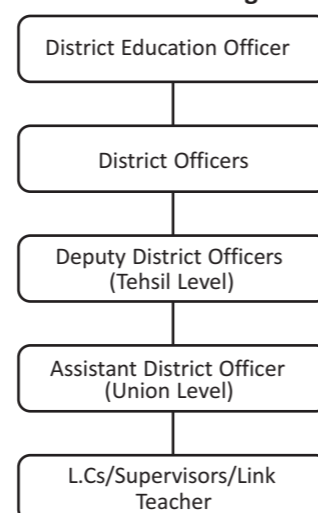 District Education Officer
District Officers
Deputy District Officers
(Tehsil Level)
Assistant District Officer
(Union Level)
L.Cs/Supervisors/Link
Teacher